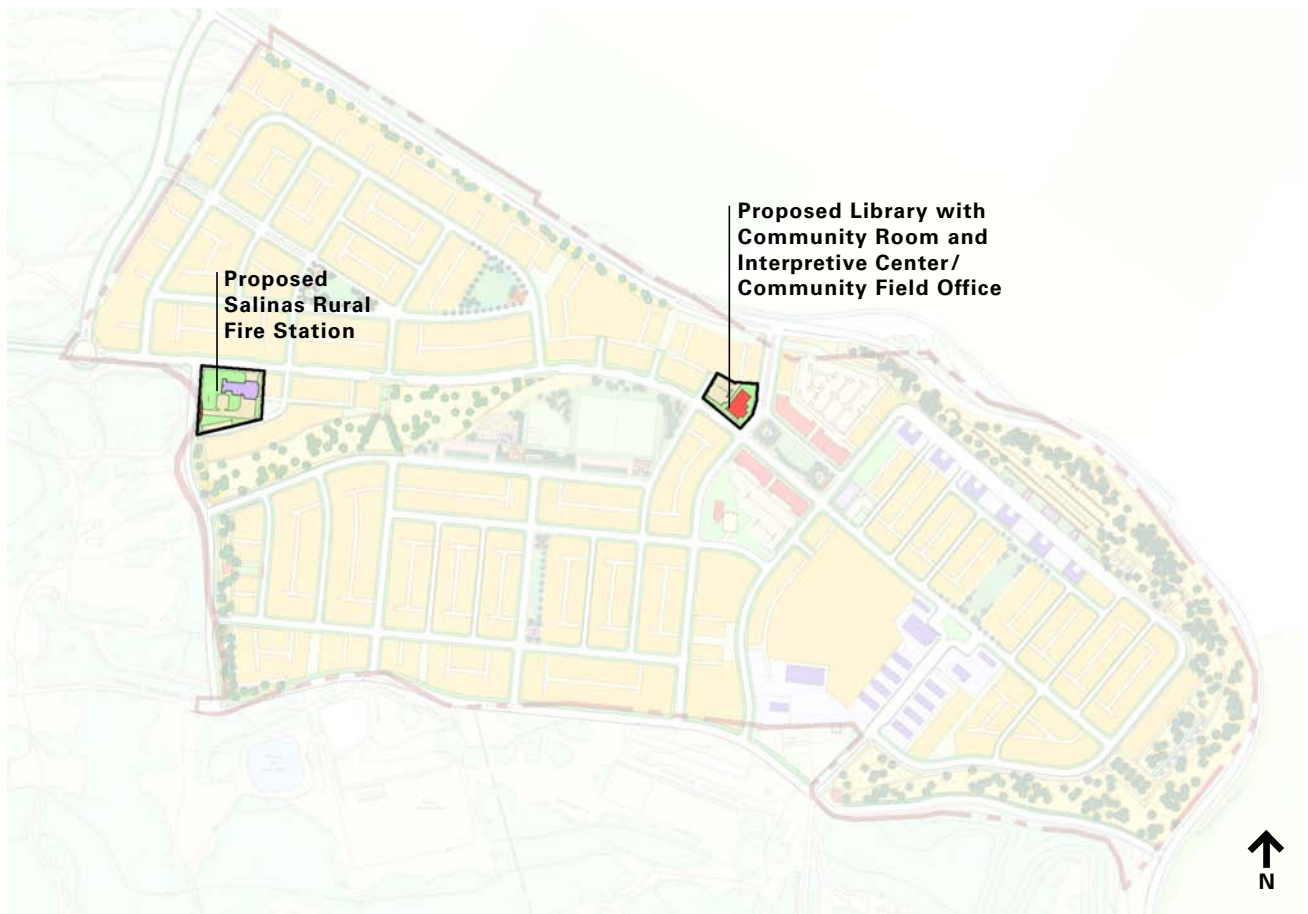 Proposed Library with
Community Room and
Interpretive Center/
Community Field Office
Proposed
Salinas Rural
Fire Station
N